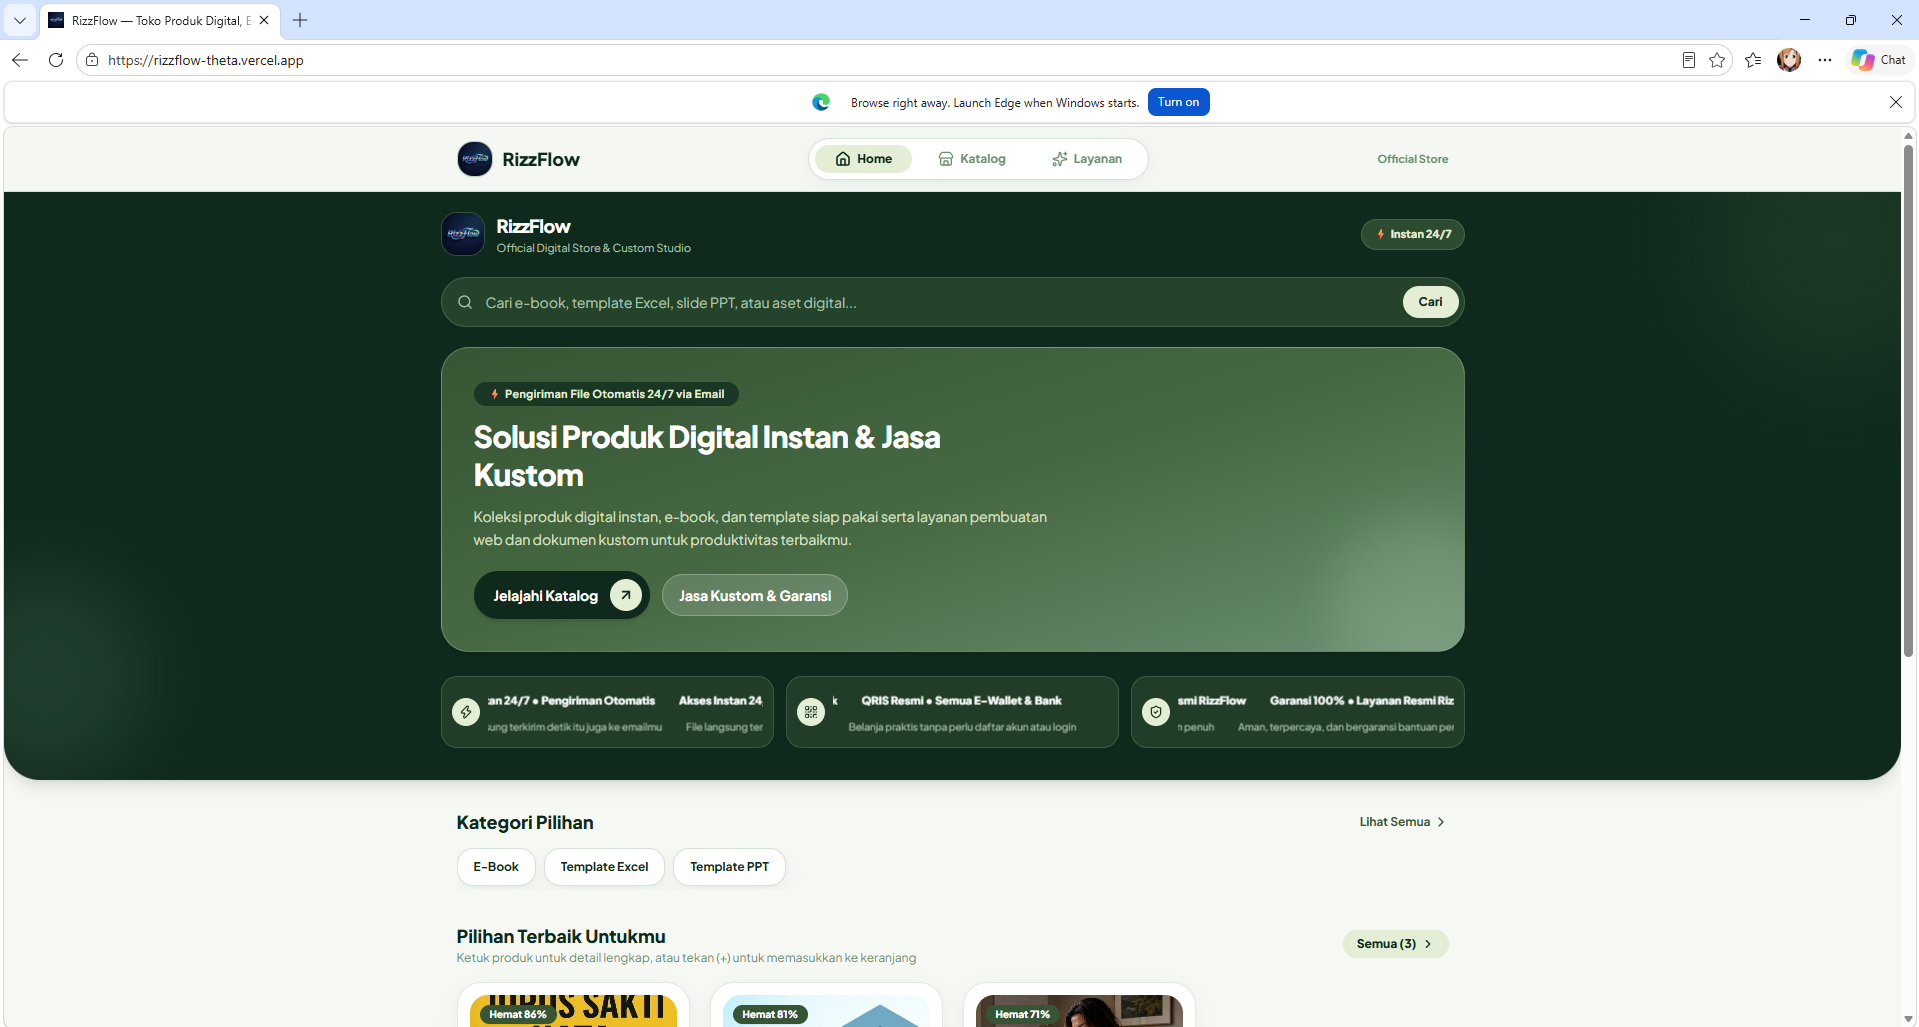 RizzFlow — Toko Produk Digital, E
https://rizzflow-theta.vercel.app
Chat
Browse right away. Launch Edge when Windows starts.
Turn on
RizzFlow
Home
Katalog
Layanan
Official Store
RizzFlow
Official Digital Store & Custom Studio
Instan 24/7
Cari e-book, template Excel, slide PPT, atau aset digital...
Cari
Pengiriman File Otomatis 24/7 via Email
Solusi Produk Digital Instan & Jasa
Kustom
Koleksi produk digital instan, e-book, dan template siap pakai serta layanan pembuatan
web dan dokumen kustom untuk produktivitas terbaikmu.
Jelajahi Katalog
Jasa Kustom & Garansi
an 24/7 • Pengiriman Otomatis Akses Instan 24
ung terkirim detik itu juga ke emailmu File langsung ter
k QRIS Resmi • Semua E-Wallet & Bank
Belanja praktis tanpa perlu daftar akun atau login
smi RizzFlow Garansi 100% • Layanan Resmi Riz
n penuh Aman, terpercaya, dan bergaransi bantuan per
Kategori Pilihan
Lihat Semua
E-Book
Template Excel
Template PPT
Pilihan Terbaik Untukmu
Ketuk produk untuk detail lengkap, atau tekan (+) untuk memasukkan ke keranjang
Semua (3)
JURUS SAKTI
Hemat 86%
Hemat 81%
Hemat 71%